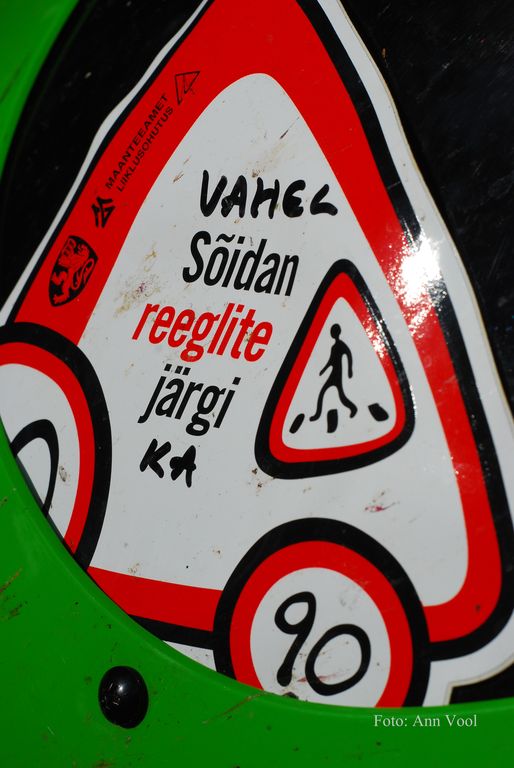 MAANTEEAMET
LIIKLUSOHUTUS
VAHEL
Sõidan
reeglite
järgi
KA
90
Foto: Ann Vool